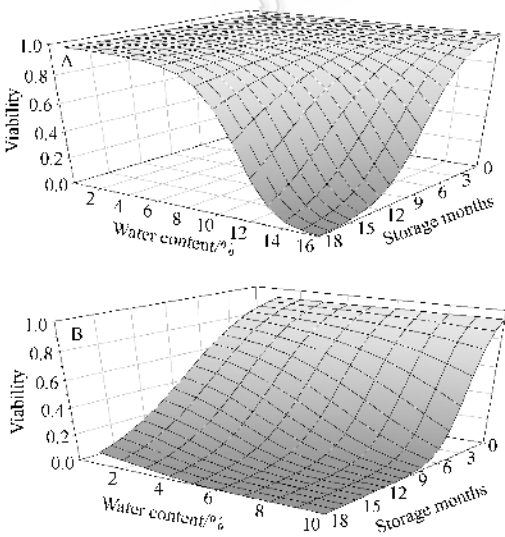 A
Viability
1.0
0.8
0.6
0.4
0.2
0.0
2 4 6 8 10 12 14 16
Water content/%
18 15 12 9 6 3 0
Storage months
B
Viability
1.0
0.8
0.6
0.4
0.2
0.0
2 4 6 8 10
Water content/%
18 15 12 9 6 3 0
Storage months